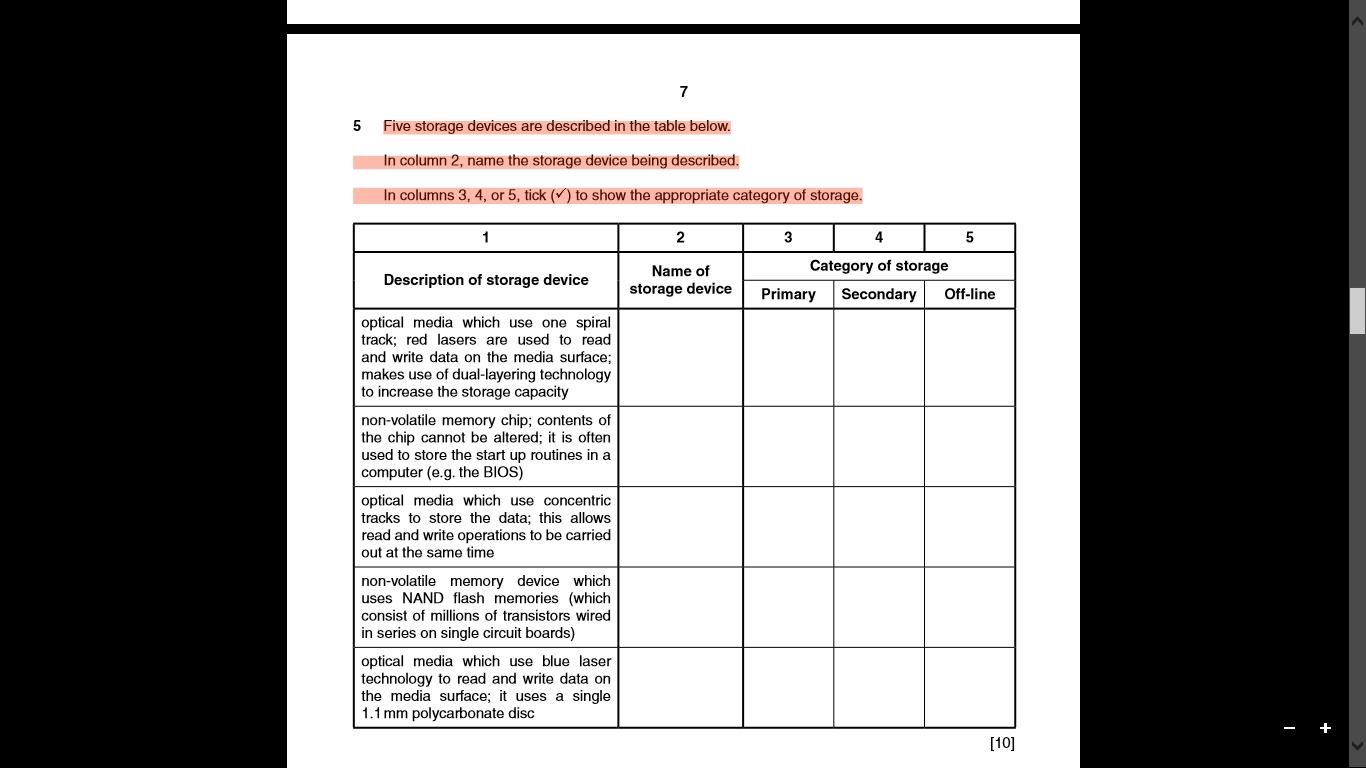 7
5 Five storage devices are described in the table below.
In column 2, name the storage device being described.
In columns 3, 4, or 5, tick (✓) to show the appropriate category of storage.
1 2 3 4 5
Description of storage device
Name of
storage device
Category of storage
Primary Secondary Off-line
optical media which use one spiral
track; red lasers are used to read
and write data on the media surface;
makes use of dual-layering technology
to increase the storage capacity
non-volatile memory chip; contents of
the chip cannot be altered; it is often
used to store the start up routines in a
computer (e.g. the BIOS)
optical media which use concentric
tracks to store the data; this allows
read and write operations to be carried
out at the same time
non-volatile memory device which
uses NAND flash memories (which
consist of millions of transistors wired
in series on single circuit boards)
optical media which use blue laser
technology to read and write data on
the media surface; it uses a single
1.1 mm polycarbonate disc
[10]